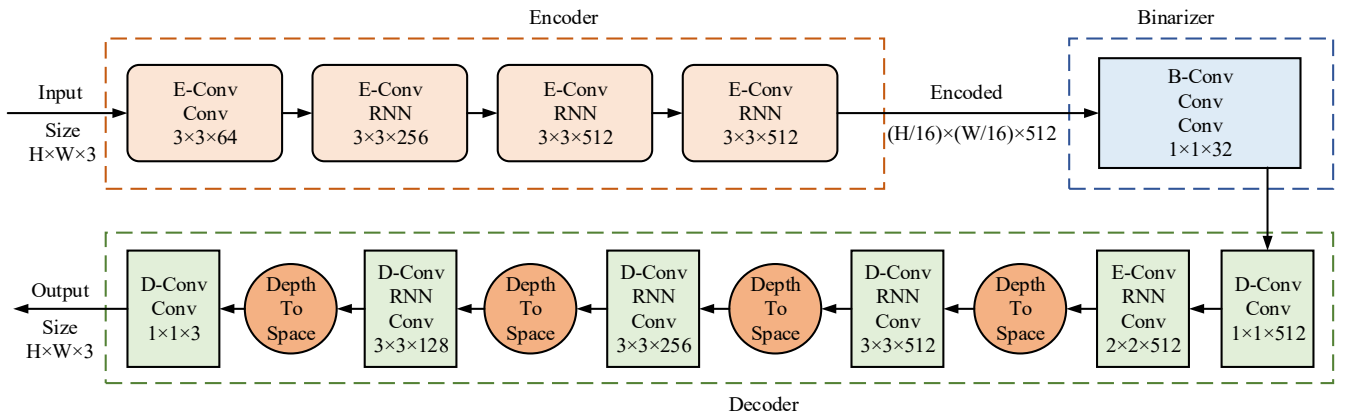 Encoder
Binarizer
Input
Size
H×W×3
E-Conv
Conv
3×3×64
E-Conv
RNN
3×3×256
E-Conv
RNN
3×3×512
E-Conv
RNN
3×3×512
Encoded
(H/16)×(W/16)×512
B-Conv
Conv
Conv
1×1×32
Output
Size
H×W×3
D-Conv
Conv
1×1×3
Depth
To
Space
D-Conv
RNN
Conv
3×3×128
Depth
To
Space
D-Conv
RNN
Conv
3×3×256
Depth
To
Space
D-Conv
RNN
Conv
3×3×512
Depth
To
Space
E-Conv
RNN
Conv
2×2×512
D-Conv
Conv
1×1×512
Decoder